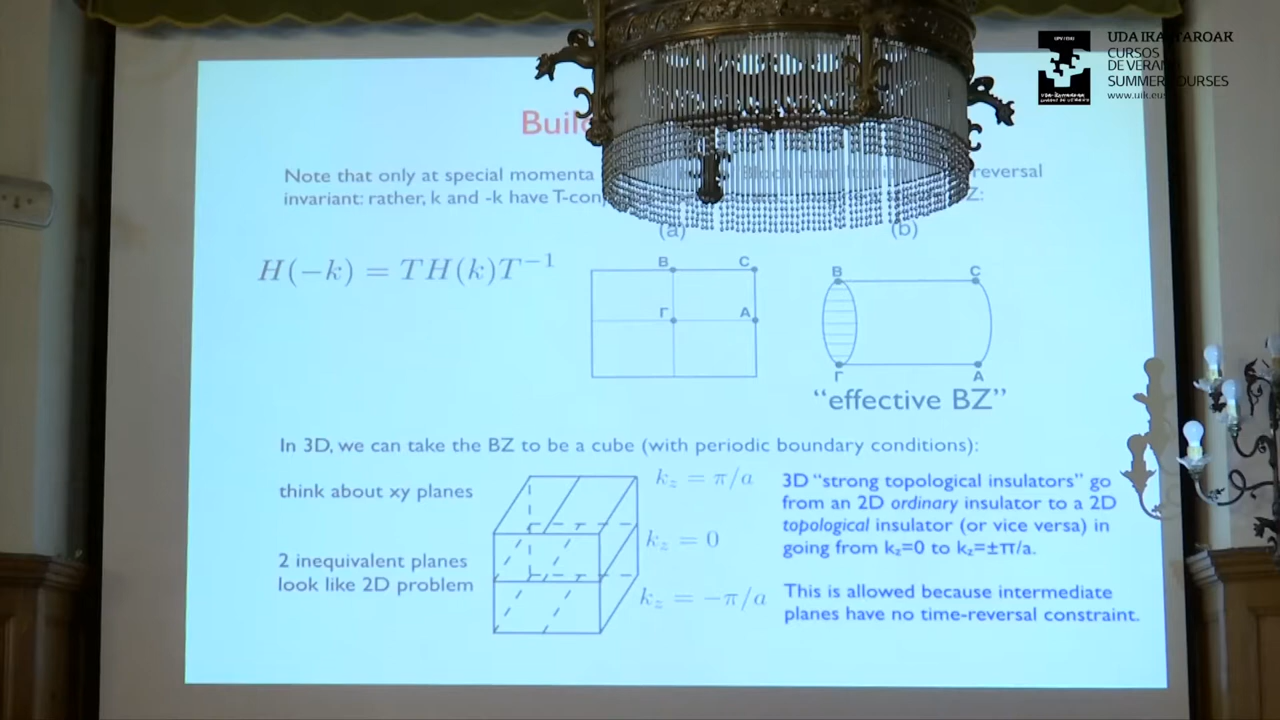 UDA IKASTAROAK
CURSOS
DE VERANO
SUMMER COURSES
www.uik.eus
Note that only at special momenta reversal
invariant: rather, k and -k have T-con Z:
H(-k) = TH(k)T⁻¹
(a)
(b)
B C
Γ A
B C
Γ A
“effective BZ”
In 3D, we can take the BZ to be a cube (with periodic boundary conditions):
think about xy planes
2 inequivalent planes
look like 2D problem
k_z = π/a
k_z = 0
k_z = -π/a
3D “strong topological insulators” go
from an 2D ordinary insulator to a 2D
topological insulator (or vice versa) in
going from k_z=0 to k_z=±π/a.
This is allowed because intermediate
planes have no time-reversal constraint.